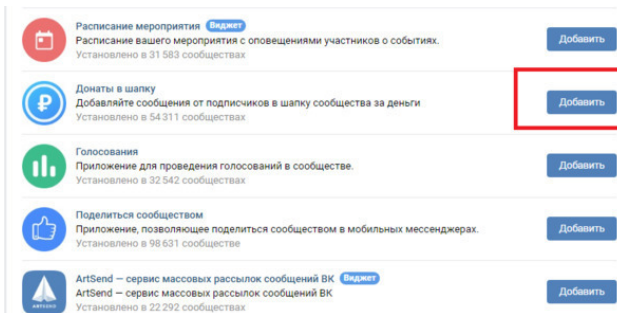 Расписание мероприятия Виджет
Расписание вашего мероприятия с оповещениями участников о событиях.
Установлено в 31 583 сообществах
Добавить
Донаты в шапку
Добавляйте сообщения от подписчиков в шапку сообщества за деньги
Установлено в 54 311 сообществах
Добавить
Голосования
Приложение для проведения голосований в сообществе.
Установлено в 32 542 сообществах
Добавить
Поделиться сообществом
Приложение, позволяющее поделиться сообществом в мобильных мессенджерах.
Установлено в 98 631 сообществе
Добавить
ArtSend — сервис массовых рассылок сообщений ВК Виджет
ArtSend — сервис массовых рассылок сообщений ВК
Установлено в 22 292 сообществах
Добавить
ARTSEND